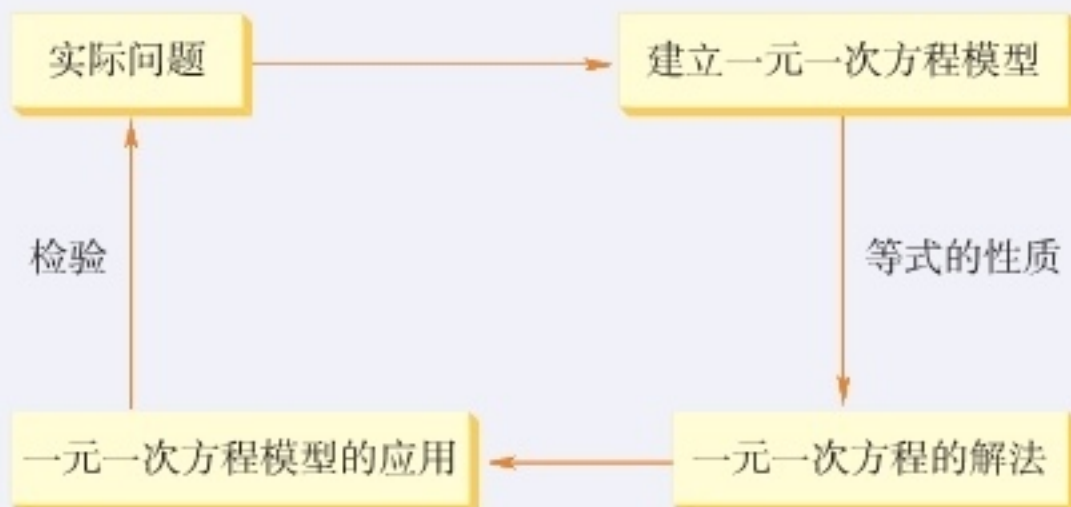 实际问题
建立一元一次方程模型
检验
等式的性质
一元一次方程模型的应用
一元一次方程的解法